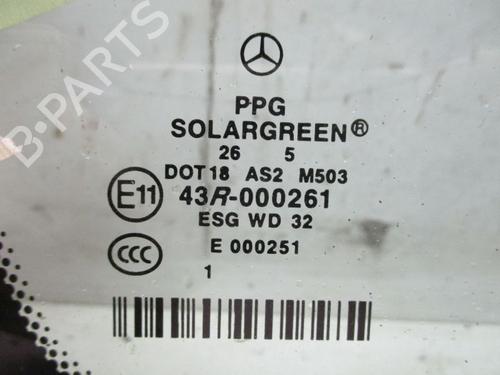 PPG
SOLARGREEN®
26 5
DOT18 AS2 M503
E11 43R-000261
ESG WD 32
CCC E 000251
1
B-PARTS